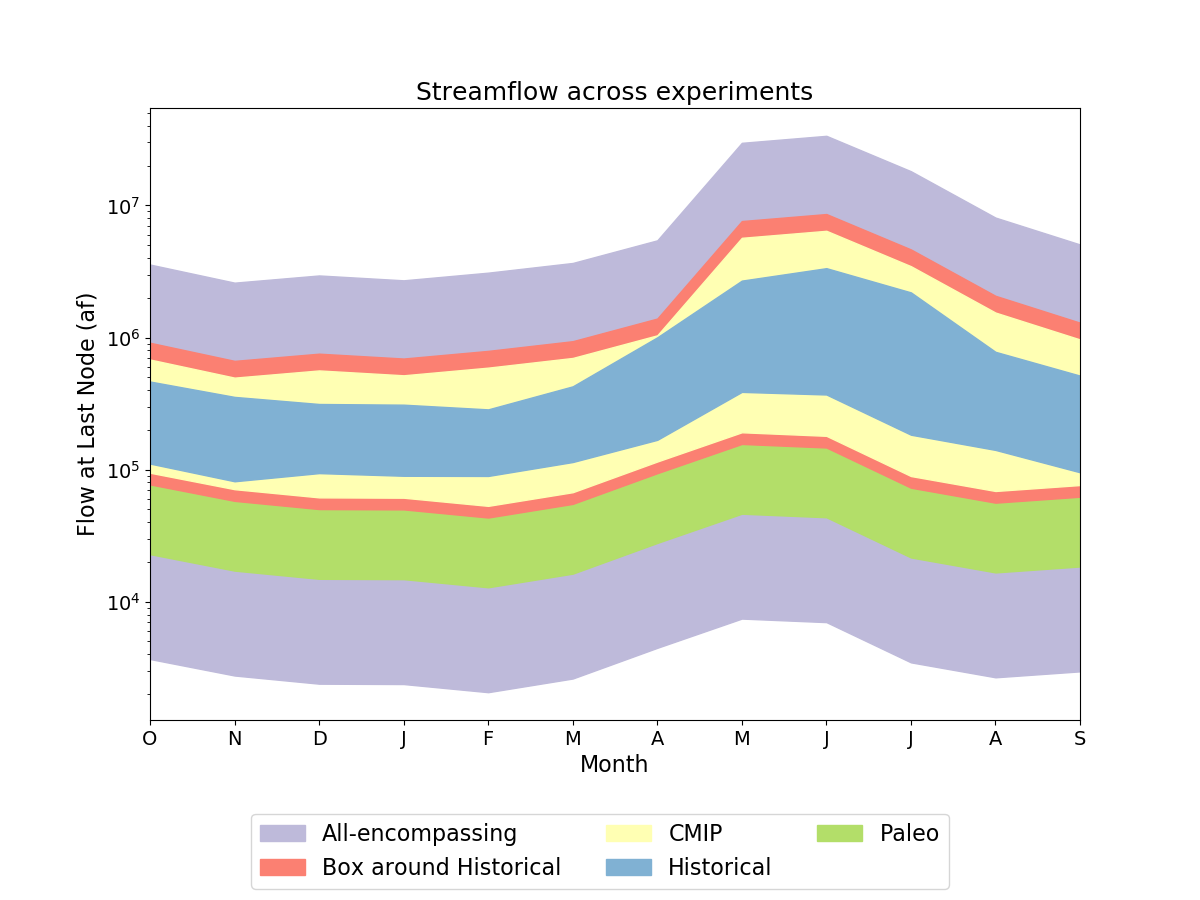 Streamflow across experiments
Flow at Last Node (af)
10⁷
10⁶
10⁵
10⁴
O N D J F M A M J J A S
Month
All-encompassing
Box around Historical
CMIP
Historical
Paleo